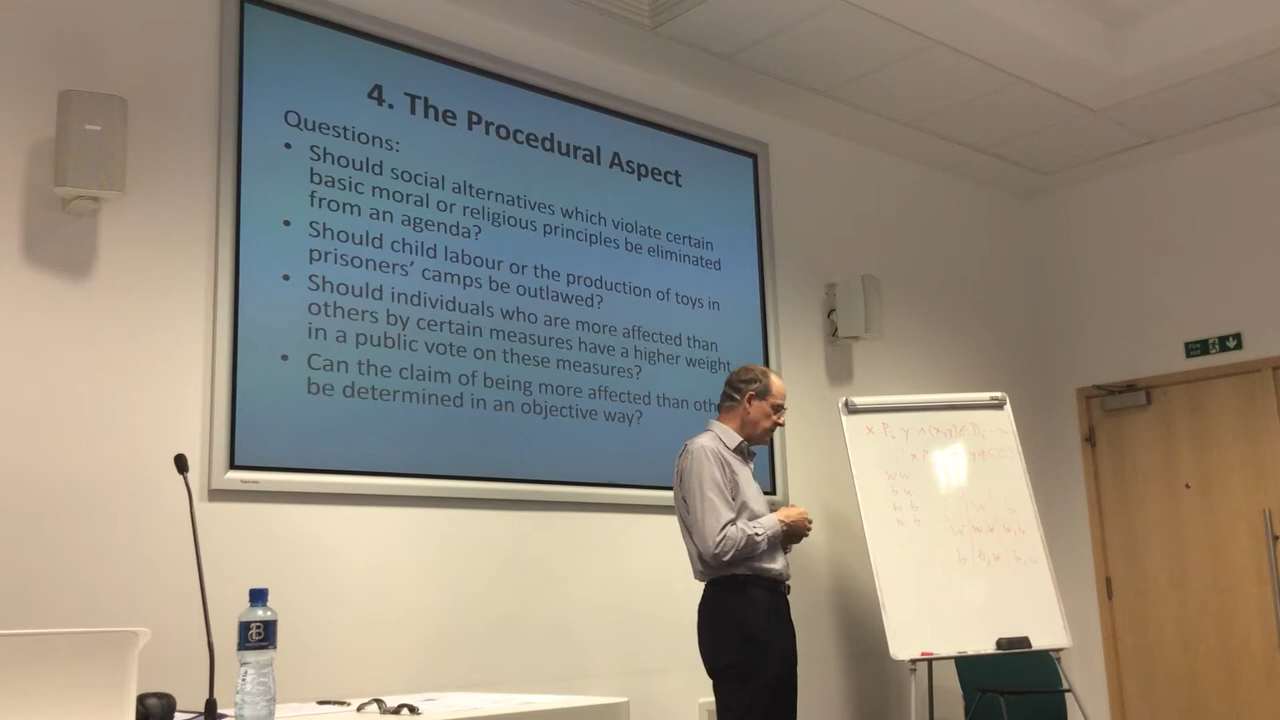 4. The Procedural Aspect
Questions:
• Should social alternatives which violate certain
basic moral or religious principles be eliminated
from an agenda?
• Should child labour or the production of toys in
prisoners' camps be outlawed?
• Should individuals who are more affected than
others by certain measures have a higher weight
in a public vote on these measures?
• Can the claim of being more affected than
be determined in an objective way?
w w
b w
b b
w b